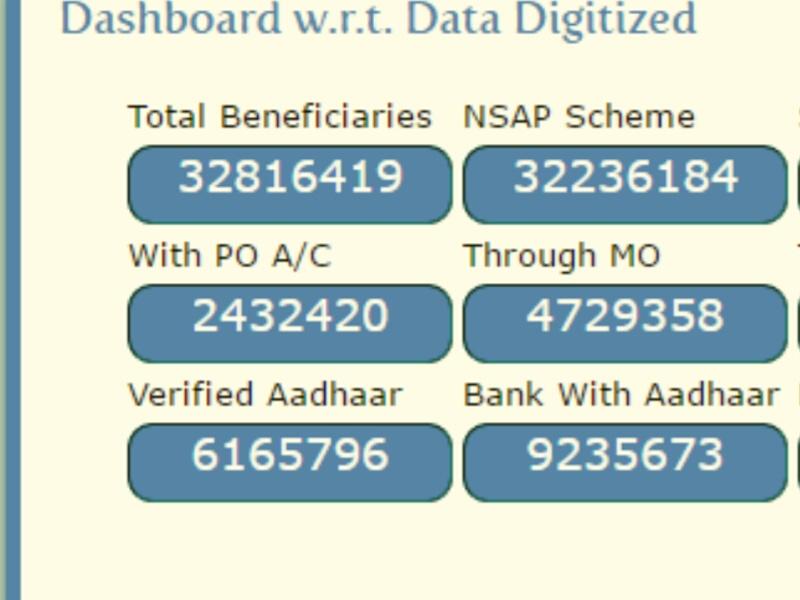 Dashboard w.r.t. Data Digitized
Total Beneficiaries NSAP Scheme
32816419 32236184
With PO A/C Through MO
2432420 4729358
Verified Aadhaar Bank With Aadhaar
6165796 9235673